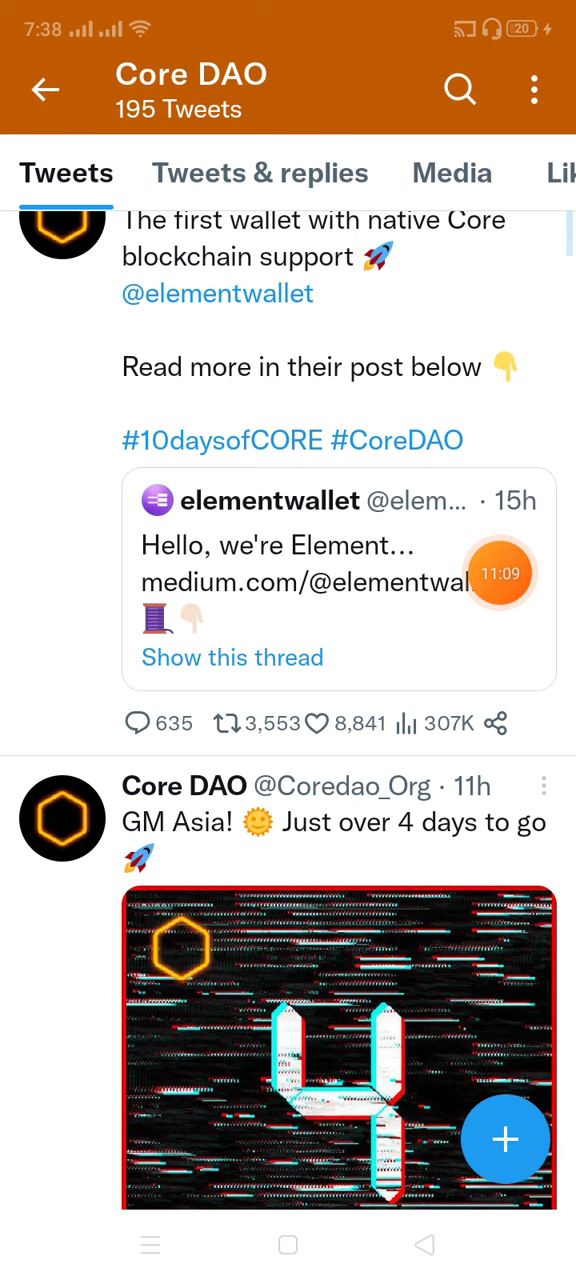 7:38
20
Core DAO
195 Tweets
Tweets Tweets & replies Media Lik
The first wallet with native Core
blockchain support 🚀
@elementwallet
Read more in their post below 👇
#10daysofCORE #CoreDAO
elementwallet @elem... · 15h
Hello, we're Element...
medium.com/@elementwal
11:09
🧵👇🏻
Show this thread
635 3,553 8,841 307K
Core DAO @Coredao_Org · 11h
GM Asia! 🌞 Just over 4 days to go
🚀
4